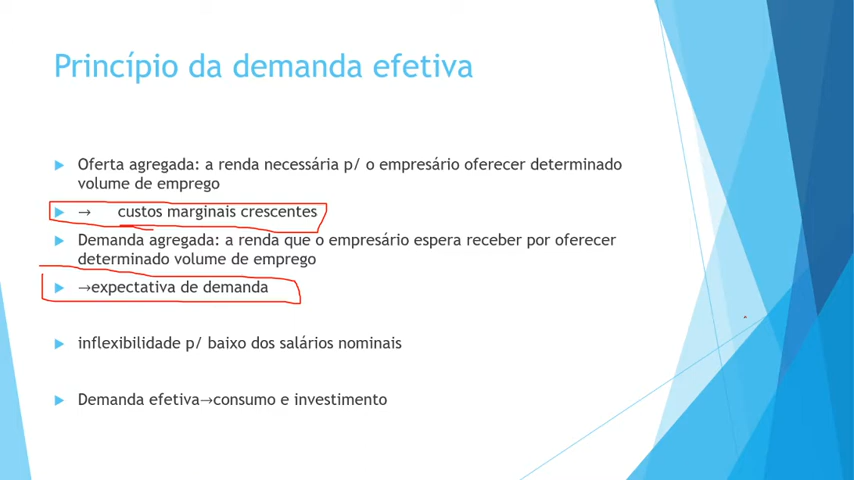 Princípio da demanda efetiva
Oferta agregada: a renda necessária p/ o empresário oferecer determinado
volume de emprego
→ custos marginais crescentes
Demanda agregada: a renda que o empresário espera receber por oferecer
determinado volume de emprego
→expectativa de demanda
inflexibilidade p/ baixo dos salários nominais
Demanda efetiva→consumo e investimento